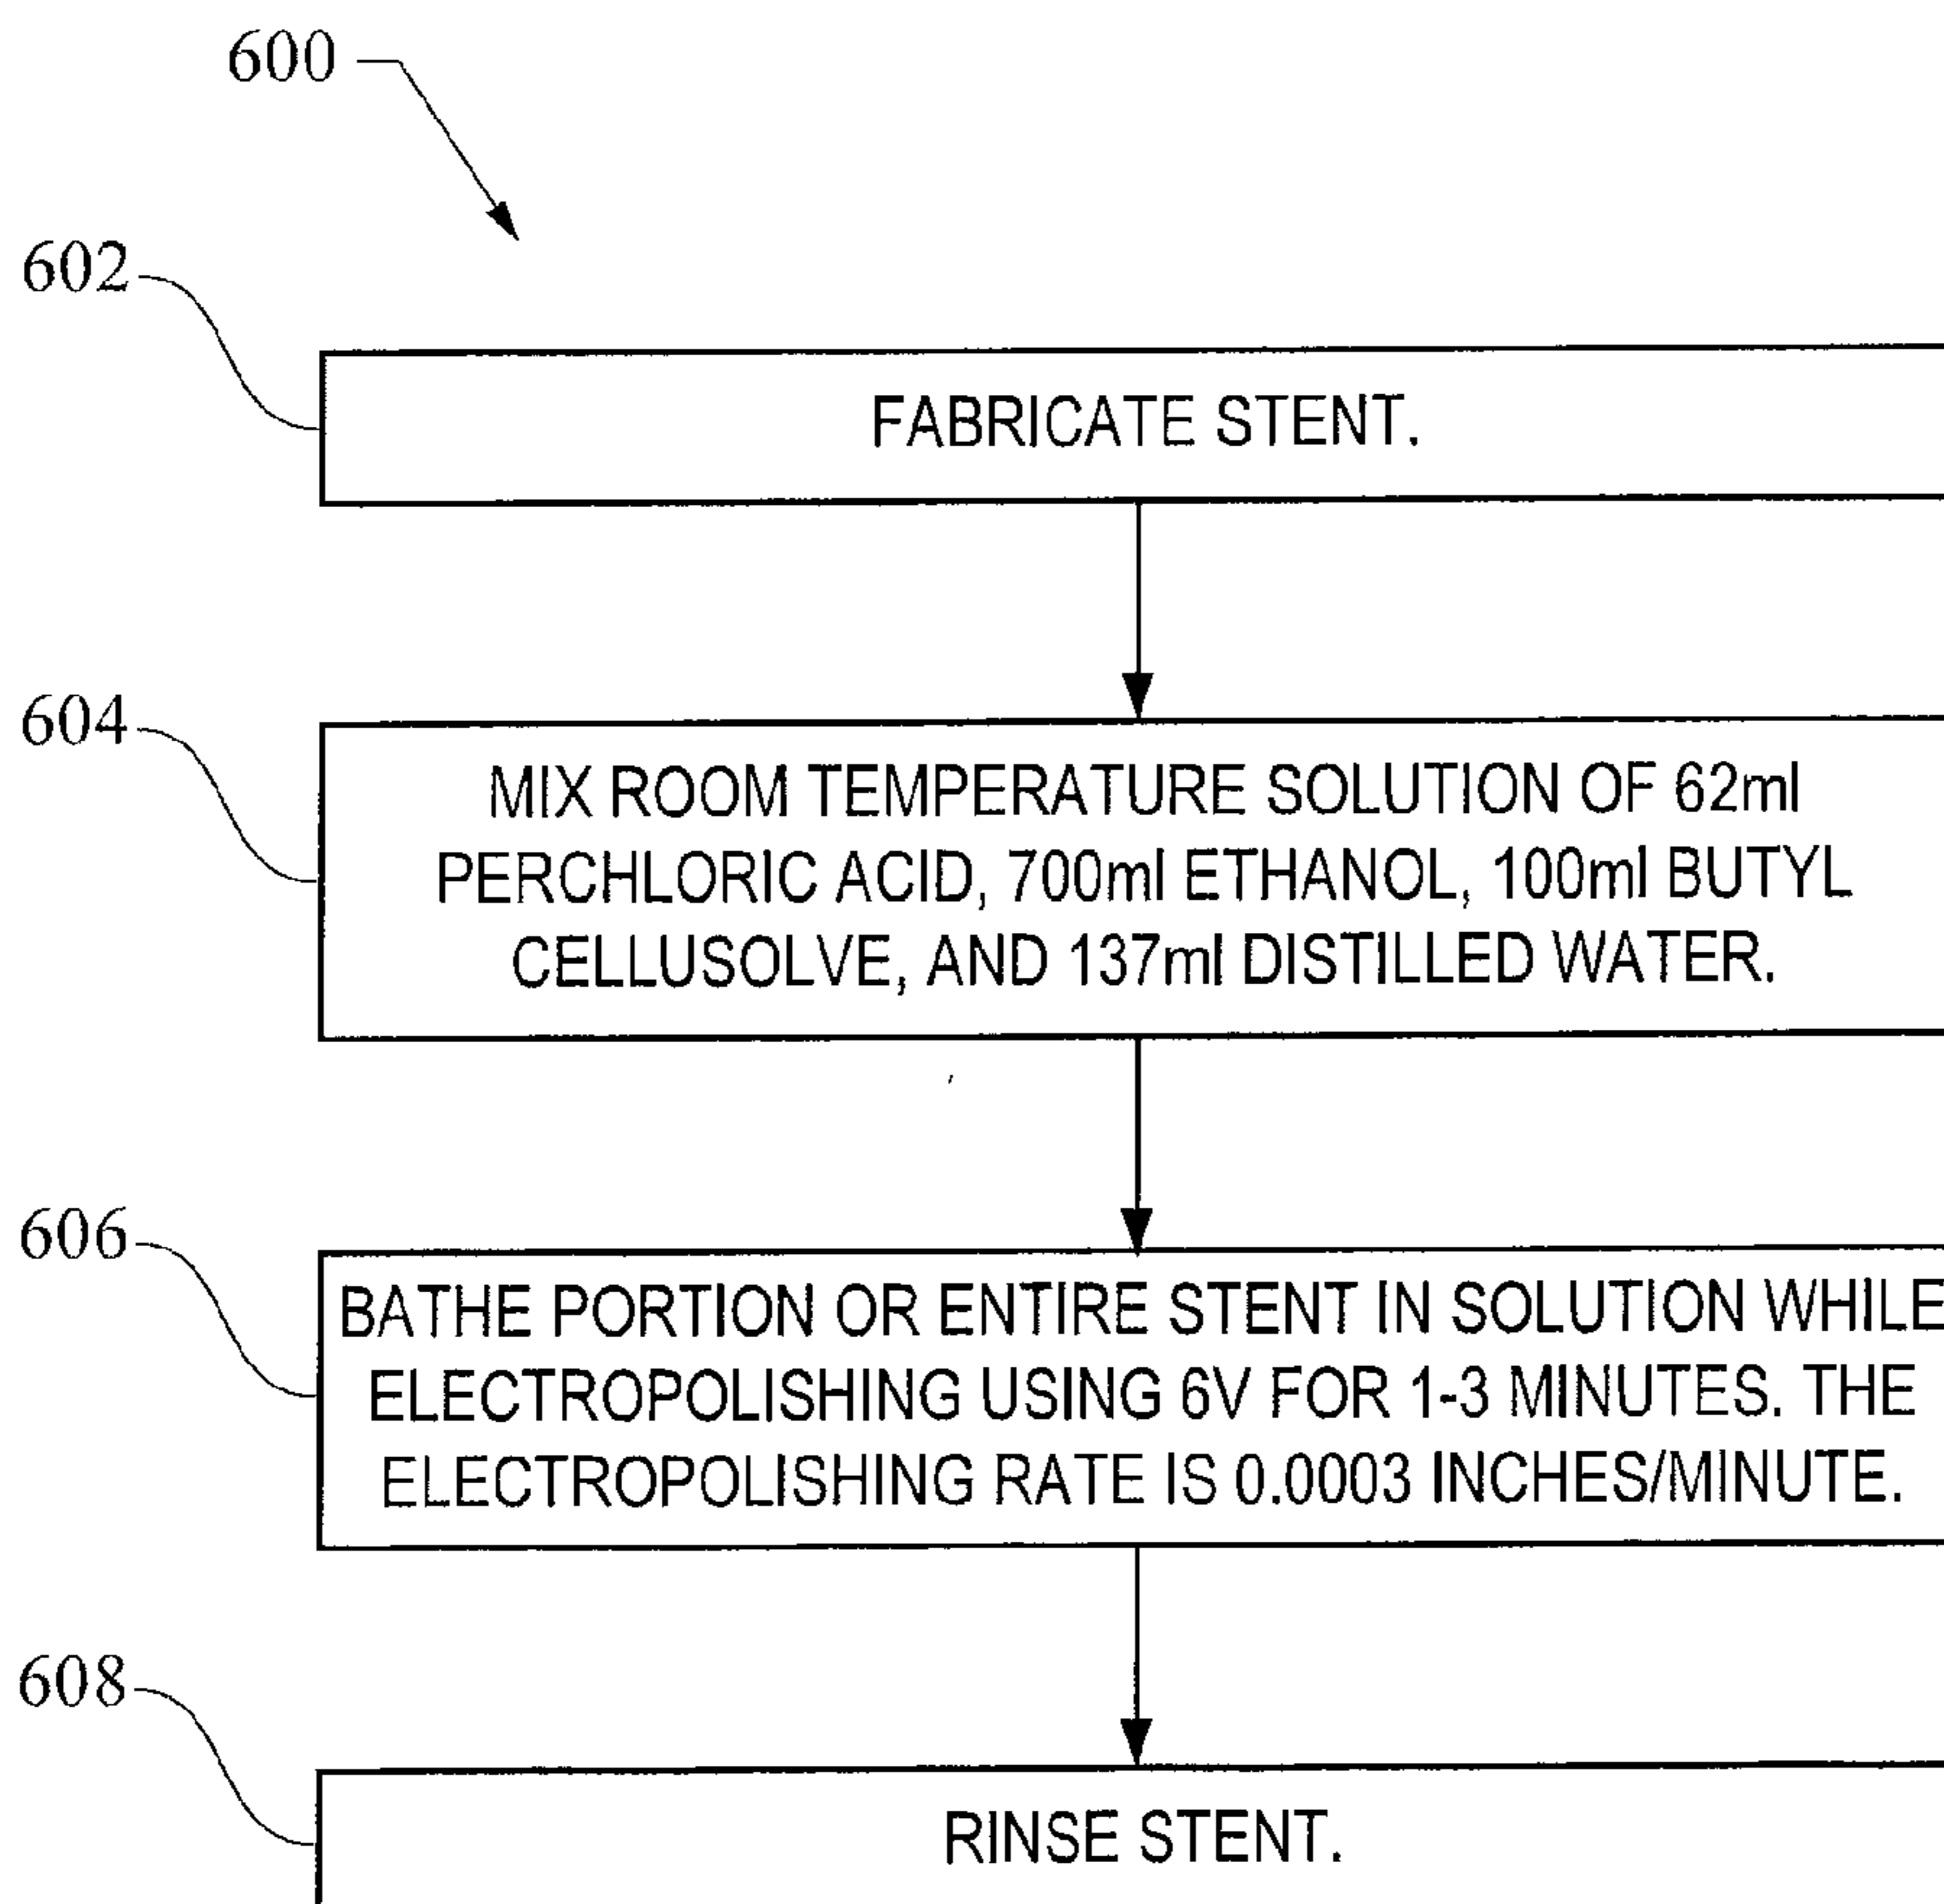 600
602
FABRICATE STENT.
604
MIX ROOM TEMPERATURE SOLUTION OF 62ml
PERCHLORIC ACID, 700ml ETHANOL, 100ml BUTYL
CELLUSOLVE, AND 137ml DISTILLED WATER.
606
BATHE PORTION OR ENTIRE STENT IN SOLUTION WHILE
ELECTROPOLISHING USING 6V FOR 1-3 MINUTES. THE
ELECTROPOLISHING RATE IS 0.0003 INCHES/MINUTE.
608
RINSE STENT.